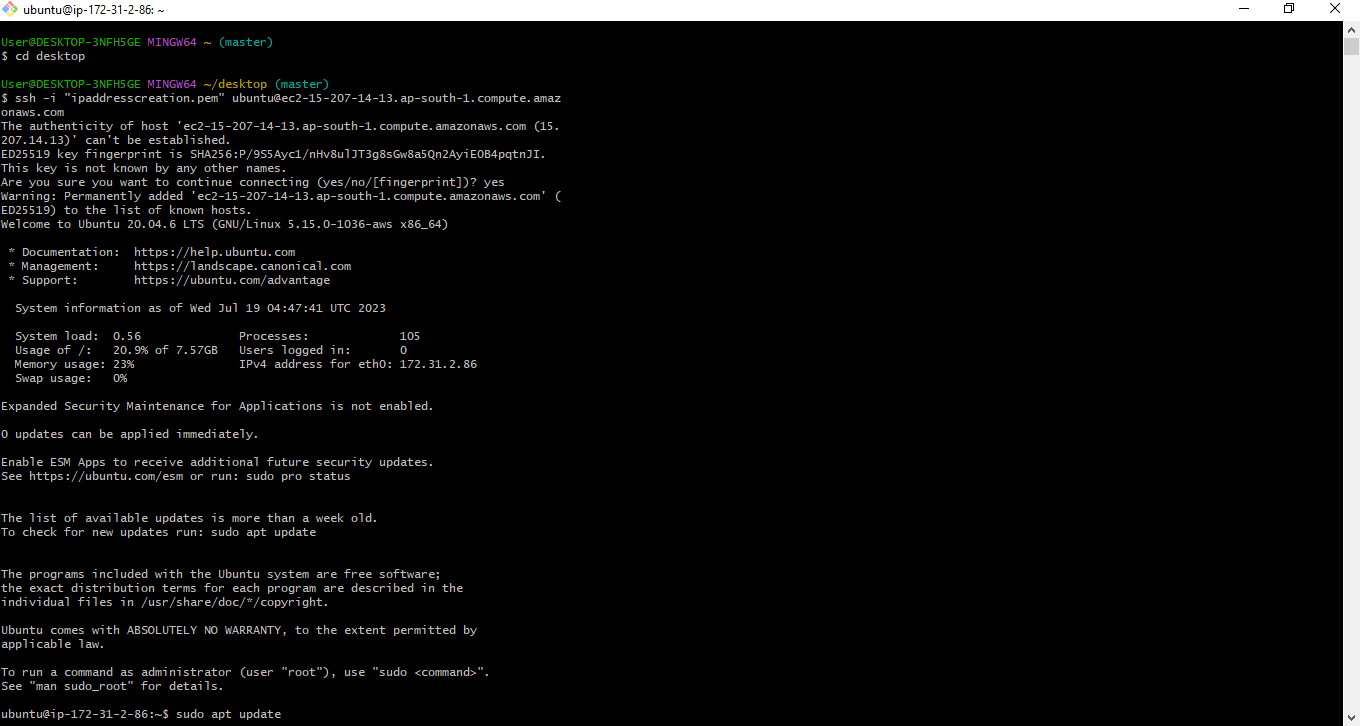 ubuntu@ip-172-31-2-86: ~
User@DESKTOP-3NFH5GE MINGW64 ~ (master)
$ cd desktop
User@DESKTOP-3NFH5GE MINGW64 ~/desktop (master)
$ ssh -i "ipaddresscreation.pem" ubuntu@ec2-15-207-14-13.ap-south-1.compute.amaz
onaws.com
The authenticity of host 'ec2-15-207-14-13.ap-south-1.compute.amazonaws.com (15.
207.14.13)' can't be established.
ED25519 key fingerprint is SHA256:P/9S5Ayc1/nHv8ulJT3g8sGw8a5Qn2AyiEOB4pqtnJI.
This key is not known by any other names.
Are you sure you want to continue connecting (yes/no/[fingerprint])? yes
Warning: Permanently added 'ec2-15-207-14-13.ap-south-1.compute.amazonaws.com' (
ED25519) to the list of known hosts.
Welcome to Ubuntu 20.04.6 LTS (GNU/Linux 5.15.0-1036-aws x86_64)
* Documentation:  https://help.ubuntu.com
* Management:     https://landscape.canonical.com
* Support:        https://ubuntu.com/advantage
System information as of Wed Jul 19 04:47:41 UTC 2023
System load:  0.56              Processes:             105
Usage of /:   20.9% of 7.57GB   Users logged in:       0
Memory usage: 23%               IPv4 address for eth0: 172.31.2.86
Swap usage:   0%
Expanded Security Maintenance for Applications is not enabled.
0 updates can be applied immediately.
Enable ESM Apps to receive additional future security updates.
See https://ubuntu.com/esm or run: sudo pro status
The list of available updates is more than a week old.
To check for new updates run: sudo apt update
The programs included with the Ubuntu system are free software;
the exact distribution terms for each program are described in the
individual files in /usr/share/doc/*/copyright.
Ubuntu comes with ABSOLUTELY NO WARRANTY, to the extent permitted by
applicable law.
To run a command as administrator (user "root"), use "sudo <command>".
See "man sudo_root" for details.
ubuntu@ip-172-31-2-86:~$ sudo apt update